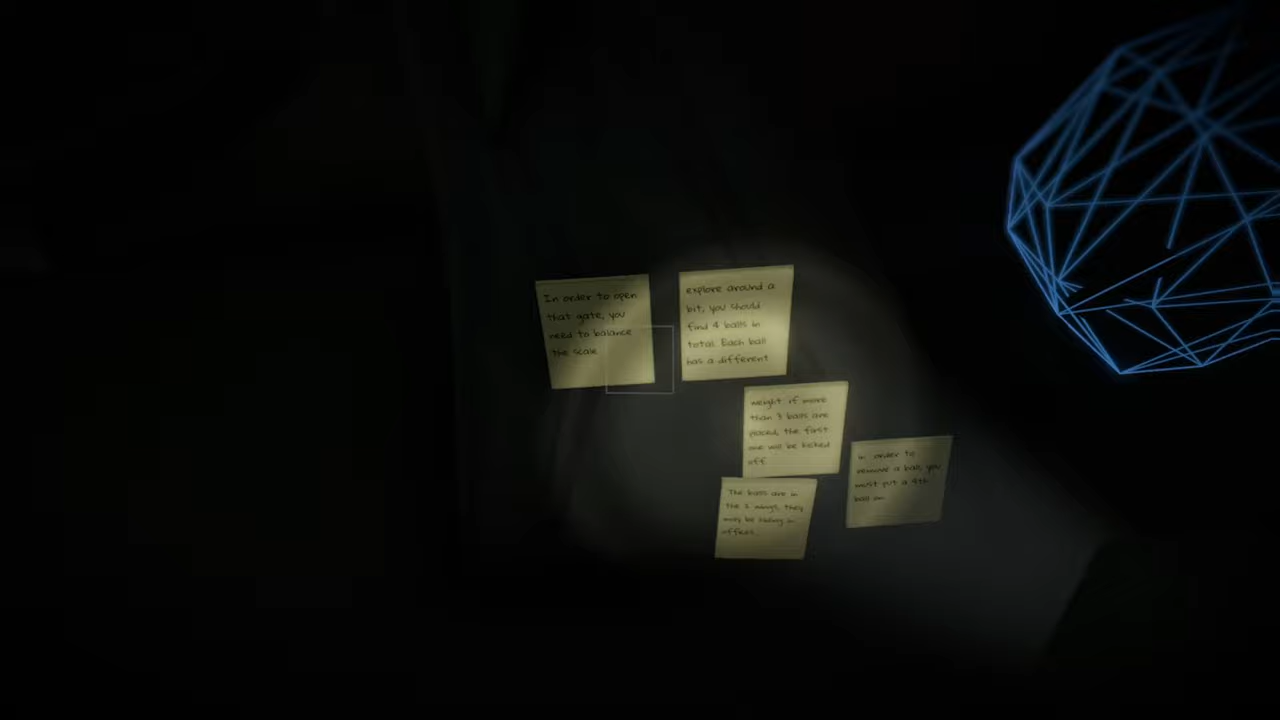 In order to open
that gate, you
need to balance
the scale
explore around a
bit, you should
find 4 balls in
total. Each ball
has a different
weight. if more
than 3 balls are
placed, the first
one will be kicked
off
in order to
remove a ball, you
must put a 4th
ball on
The balls are in
the 2 wings, they
may be hiding in
offices